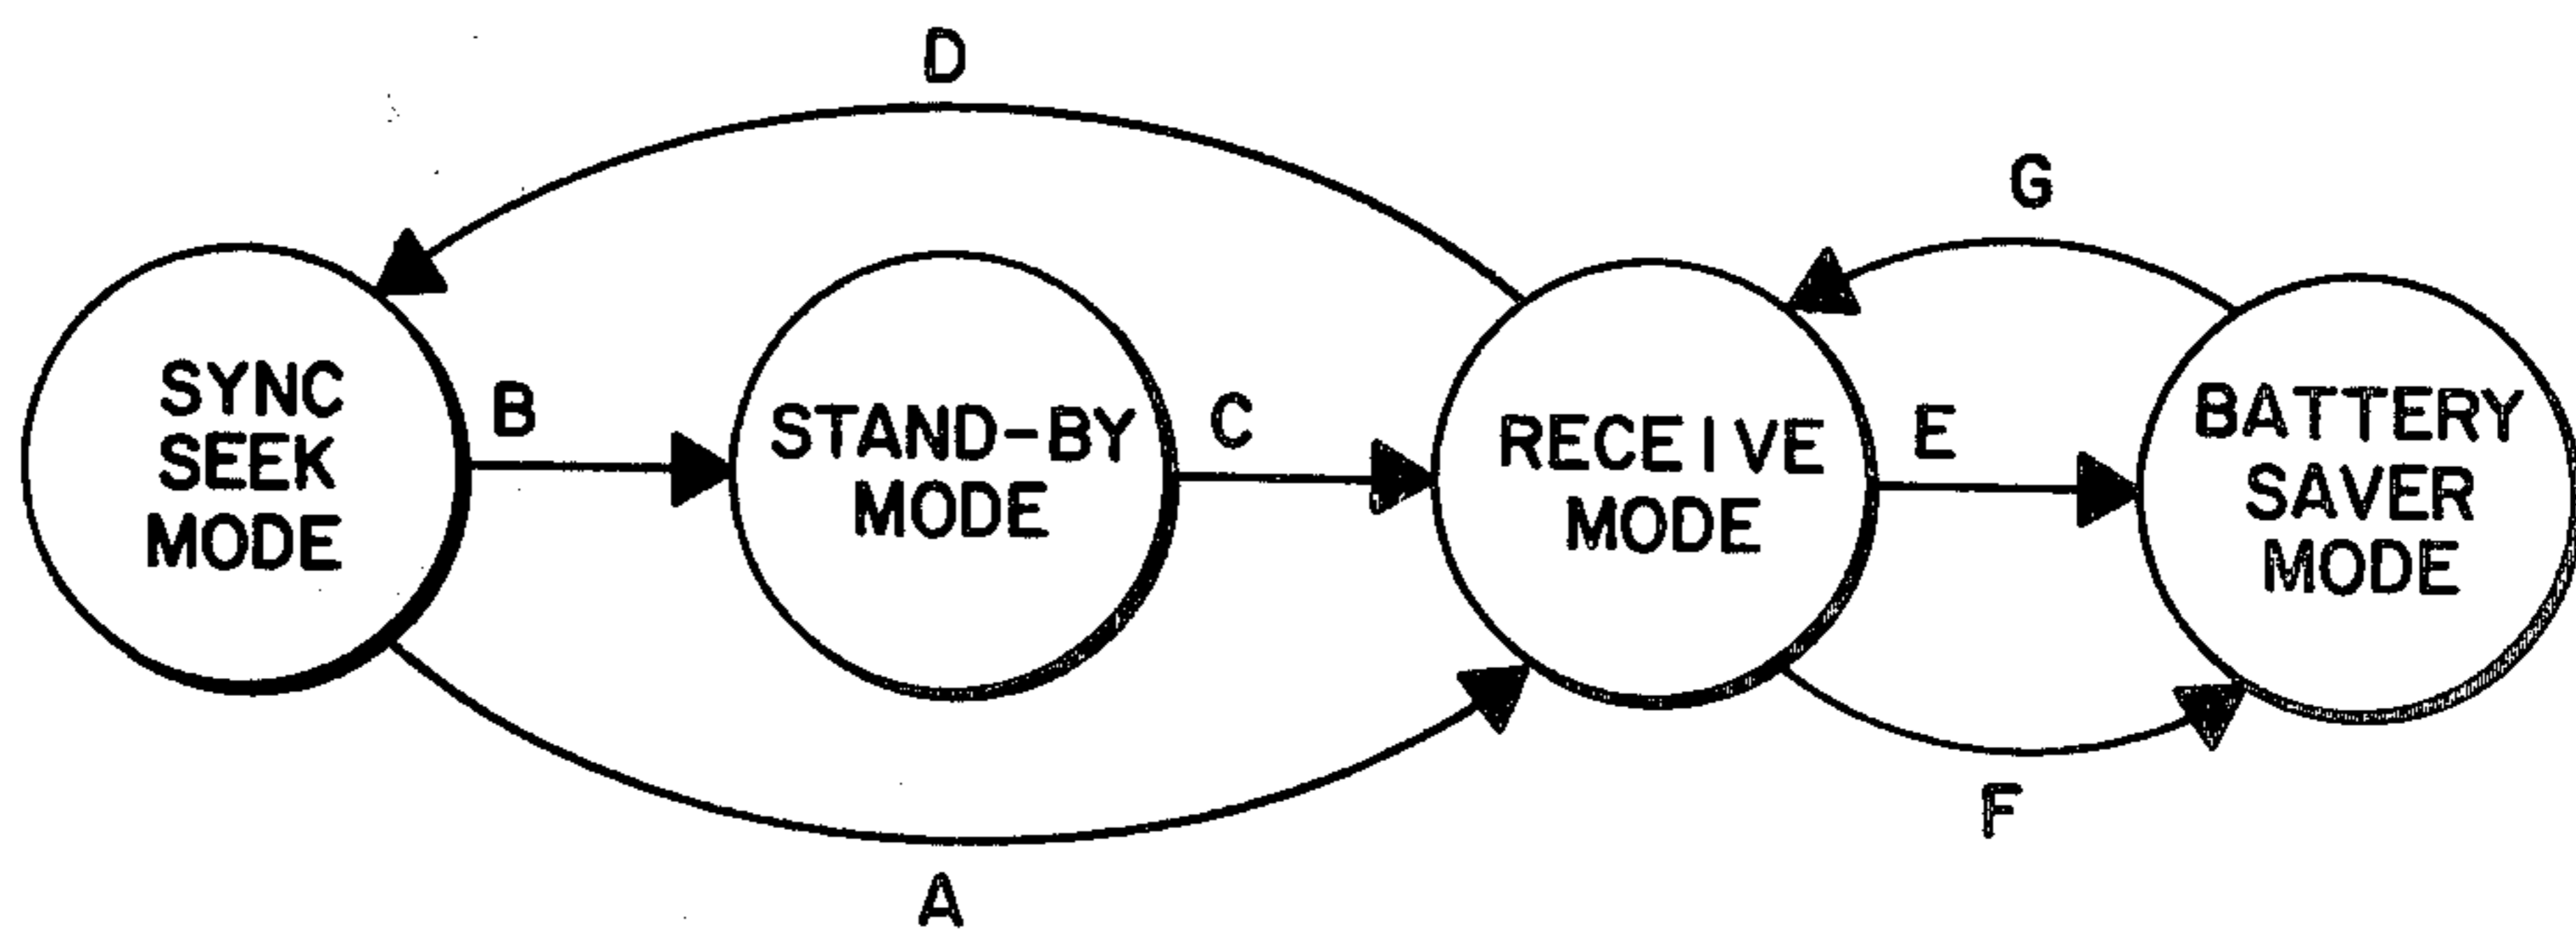 D
G
SYNC
SEEK
MODE
B
STAND-BY
MODE
C
RECEIVE
MODE
E
BATTERY
SAVER
MODE
F
A